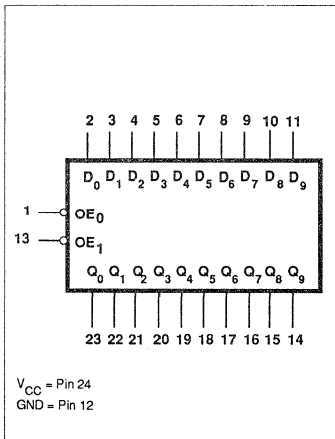 2 3 4 5 6 7 8 9 10 11
D0 D1 D2 D3 D4 D5 D6 D7 D8 D9
1 OE0
13 OE1
Q0 Q1 Q2 Q3 Q4 Q5 Q6 Q7 Q8 Q9
23 22 21 20 19 18 17 16 15 14
VCC = Pin 24
GND = Pin 12